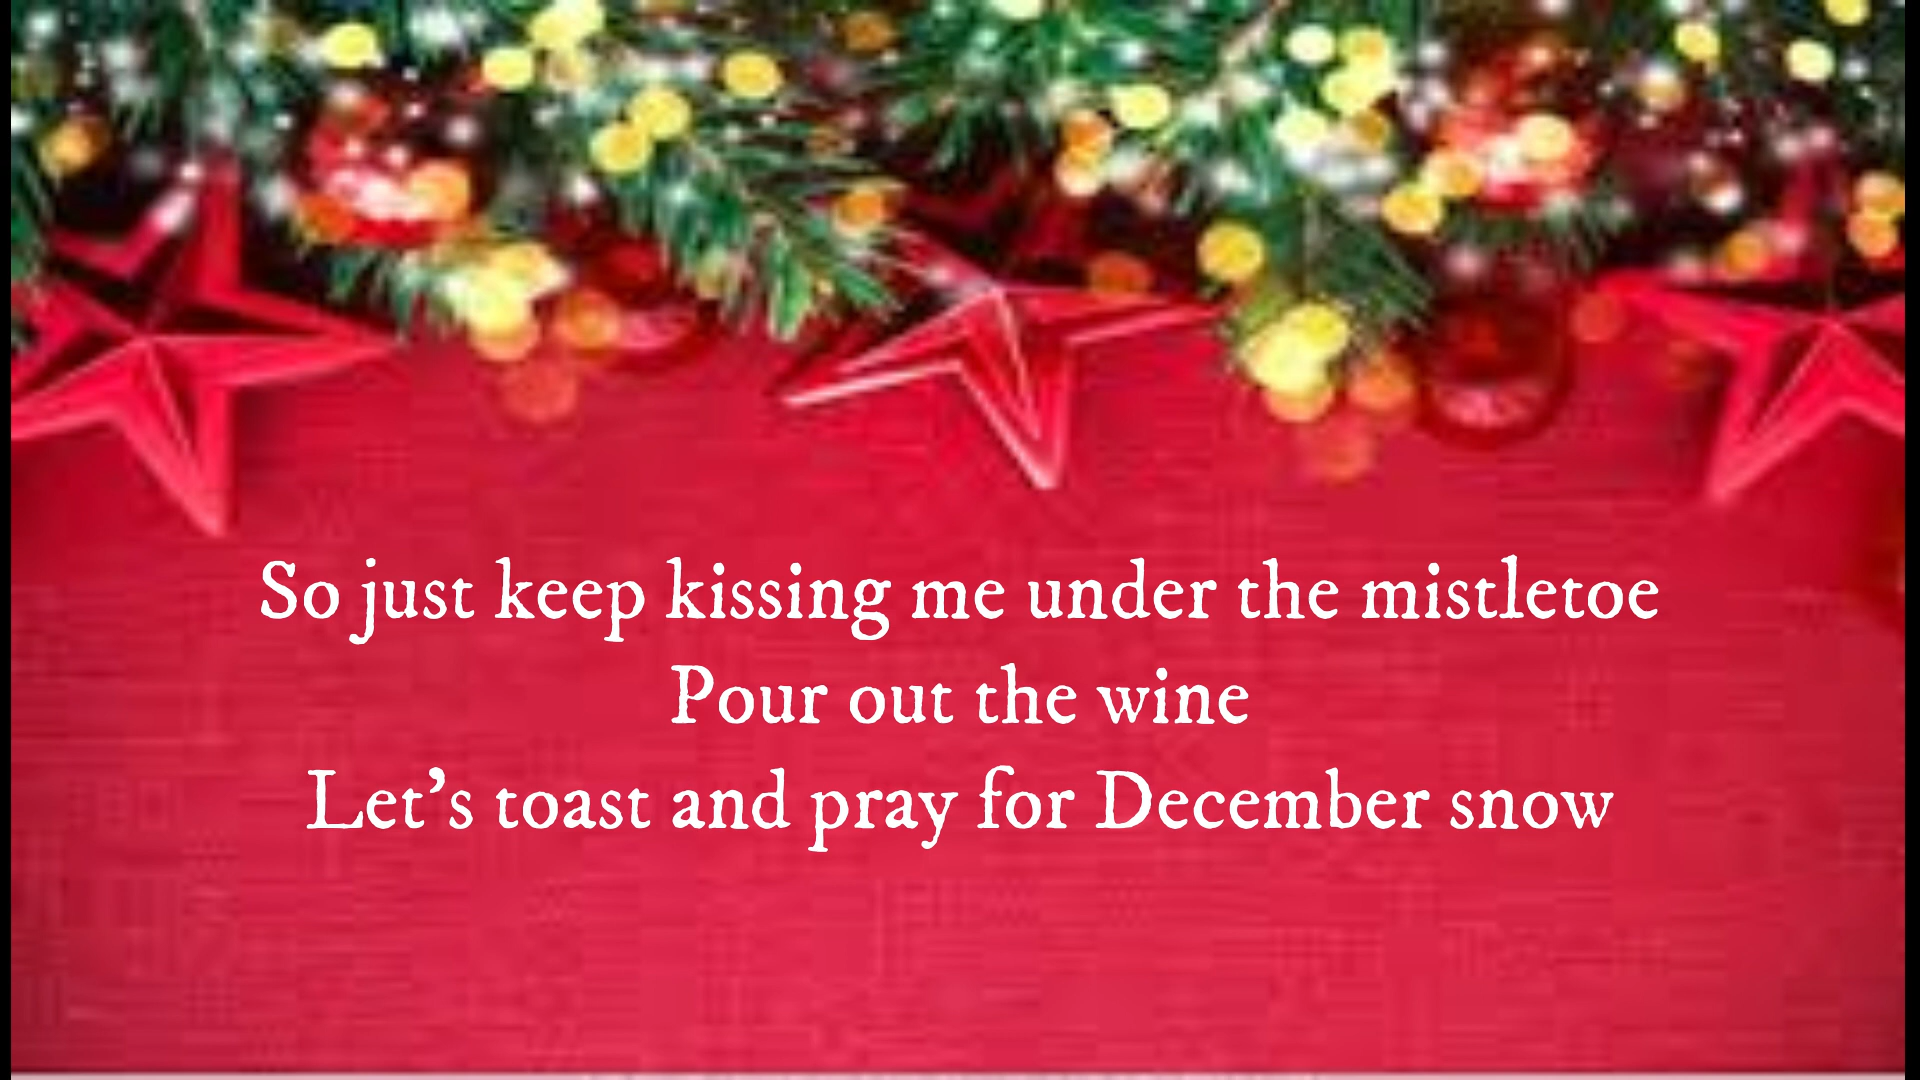 So just keep kissing me under the mistletoe
Pour out the wine
Let’s toast and pray for December snow